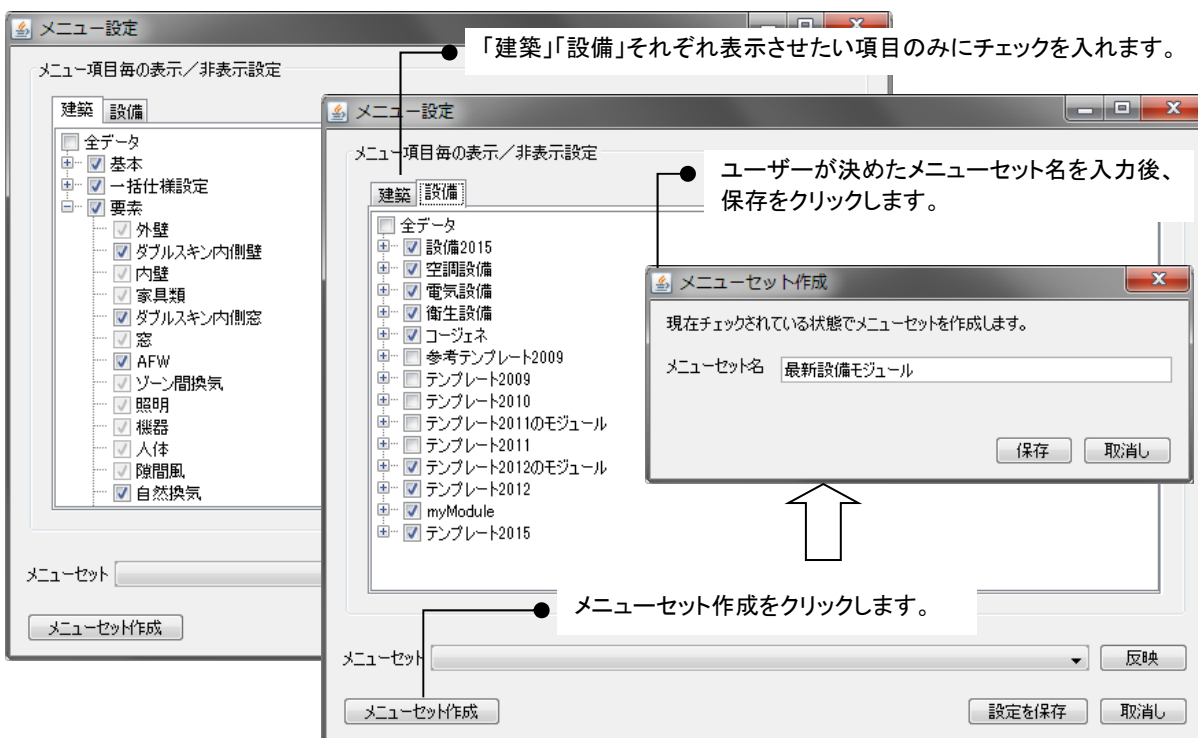 メニュー設定
「建築」「設備」それぞれ表示させたい項目のみにチェックを入れます。
メニュー項目毎の表示/非表示設定
建築 設備
全データ
基本
一括仕様設定
要素
外壁
ダブルスキン内側壁
内壁
家具類
ダブルスキン内側窓
窓
AFW
ゾーン間換気
照明
機器
人体
隙間風
自然換気
メニューセット
メニューセット作成
メニュー設定
メニュー項目毎の表示/非表示設定
建築 設備
全データ
設備2015
空調設備
電気設備
衛生設備
コージェネ
参考テンプレート2009
テンプレート2009
テンプレート2010
テンプレート2011のモジュール
テンプレート2011
テンプレート2012のモジュール
テンプレート2012
myModule
テンプレート2015
ユーザーが決めたメニューセット名を入力後、
保存をクリックします。
メニューセット作成
現在チェックされている状態でメニューセットを作成します。
メニューセット名 最新設備モジュール
保存 取消し
メニューセット作成をクリックします。
メニューセット 反映
メニューセット作成 設定を保存 取消し